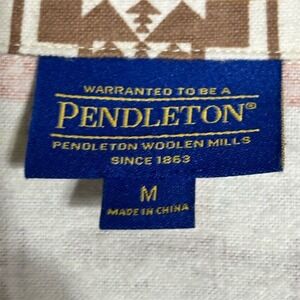 WARRANTED TO BE A
PENDLETON®
PENDLETON WOOLEN MILLS
SINCE 1863
M
MADE IN CHINA